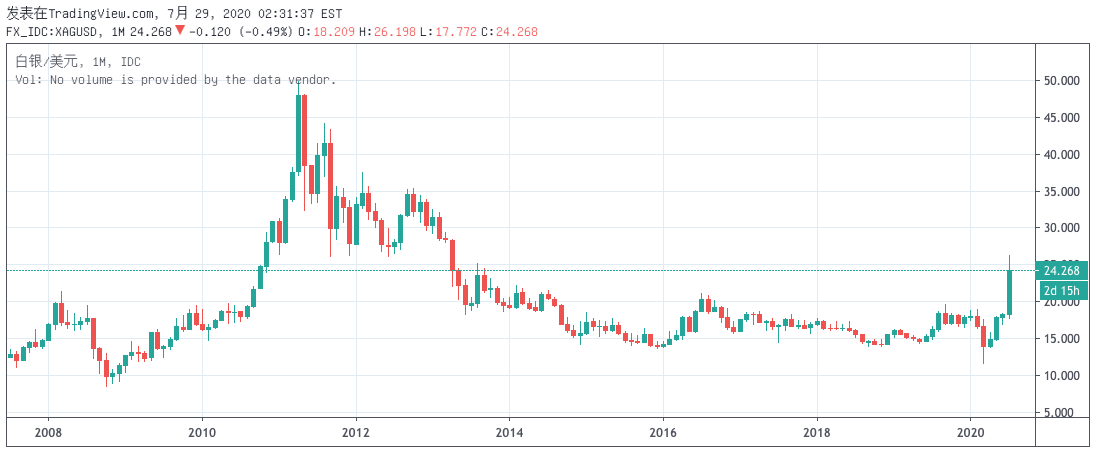 发表在TradingView.com, 7月 29, 2020 02:31:37 EST
FX_IDC:XAGUSD, 1M 24.268 ▼ −0.120 (−0.49%) O:18.209 H:26.198 L:17.772 C:24.268
白银/美元, 1M, IDC
Vol: No volume is provided by the data vendor.
50.000
45.000
40.000
35.000
30.000
24.268
2d 15h
20.000
15.000
10.000
5.000
2008 2010 2012 2014 2016 2018 2020